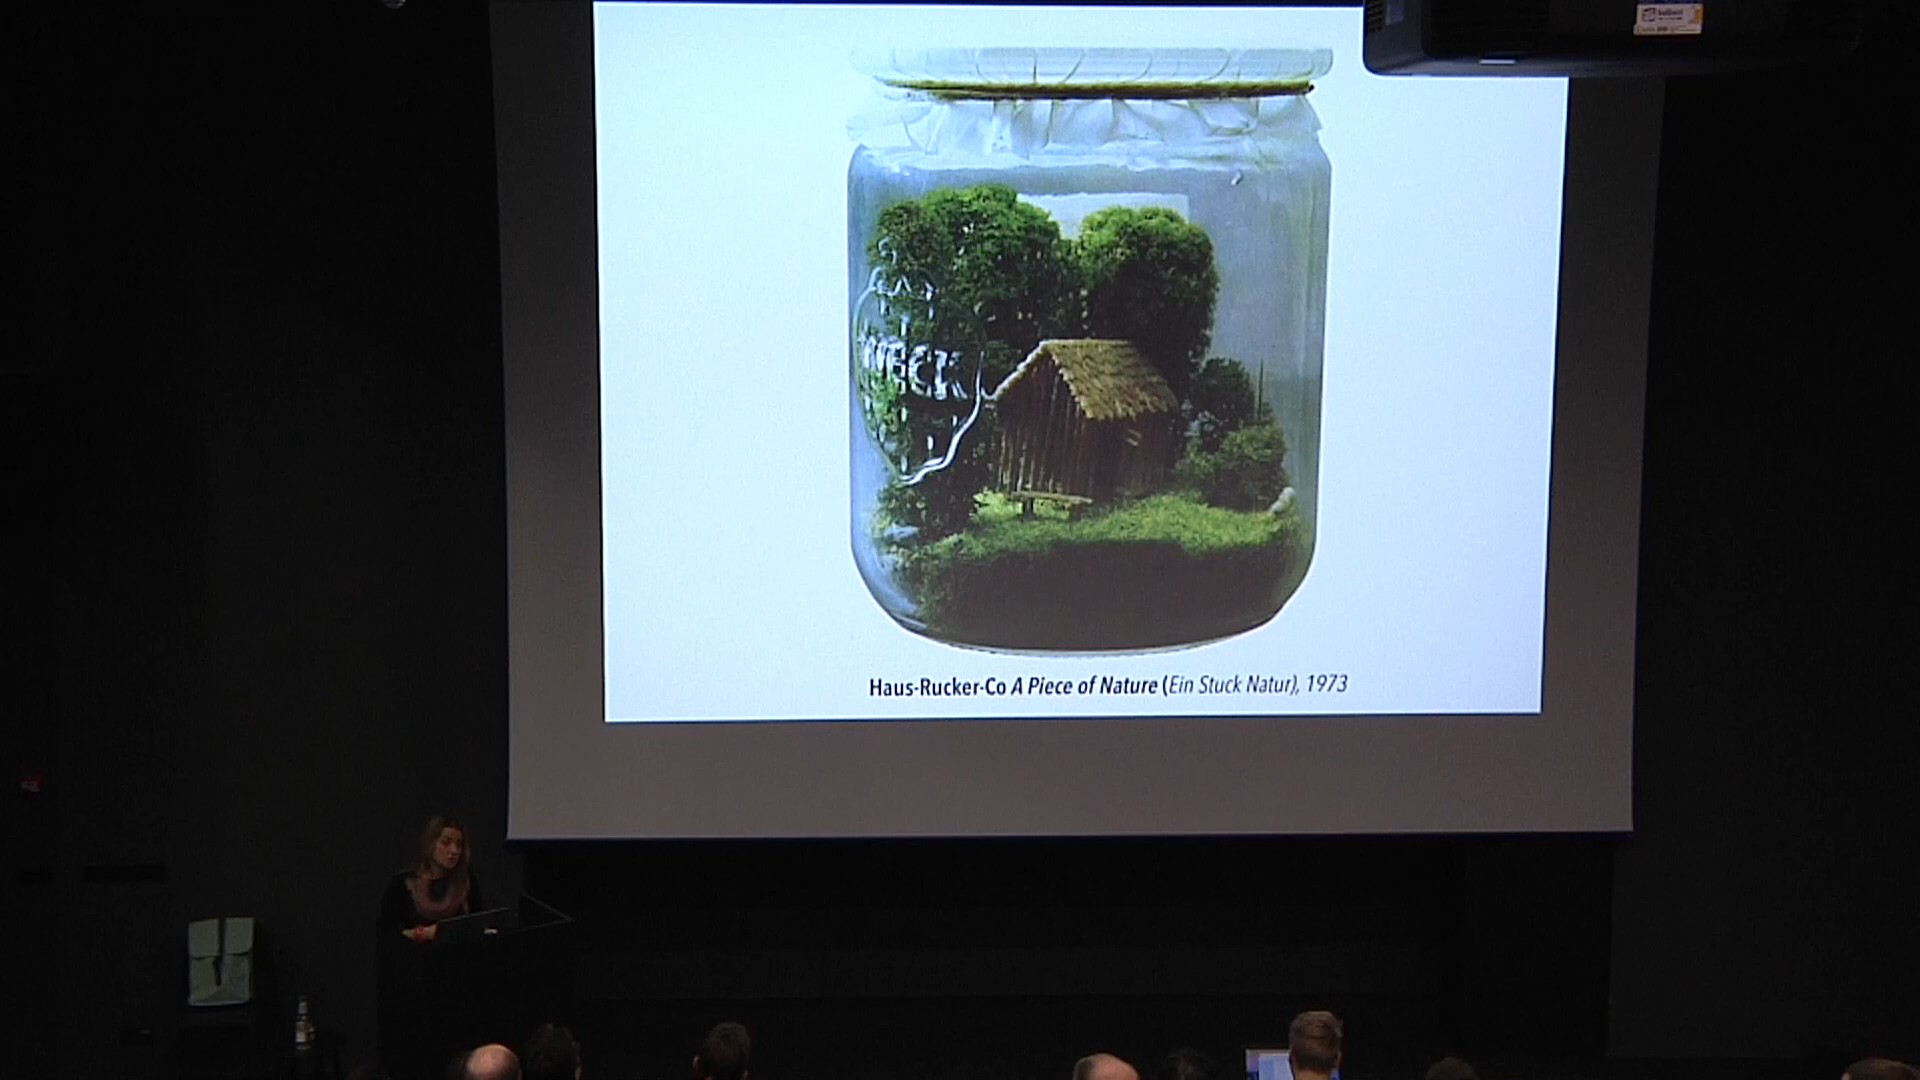 WECK
Haus-Rucker-Co A Piece of Nature (Ein Stuck Natur), 1973